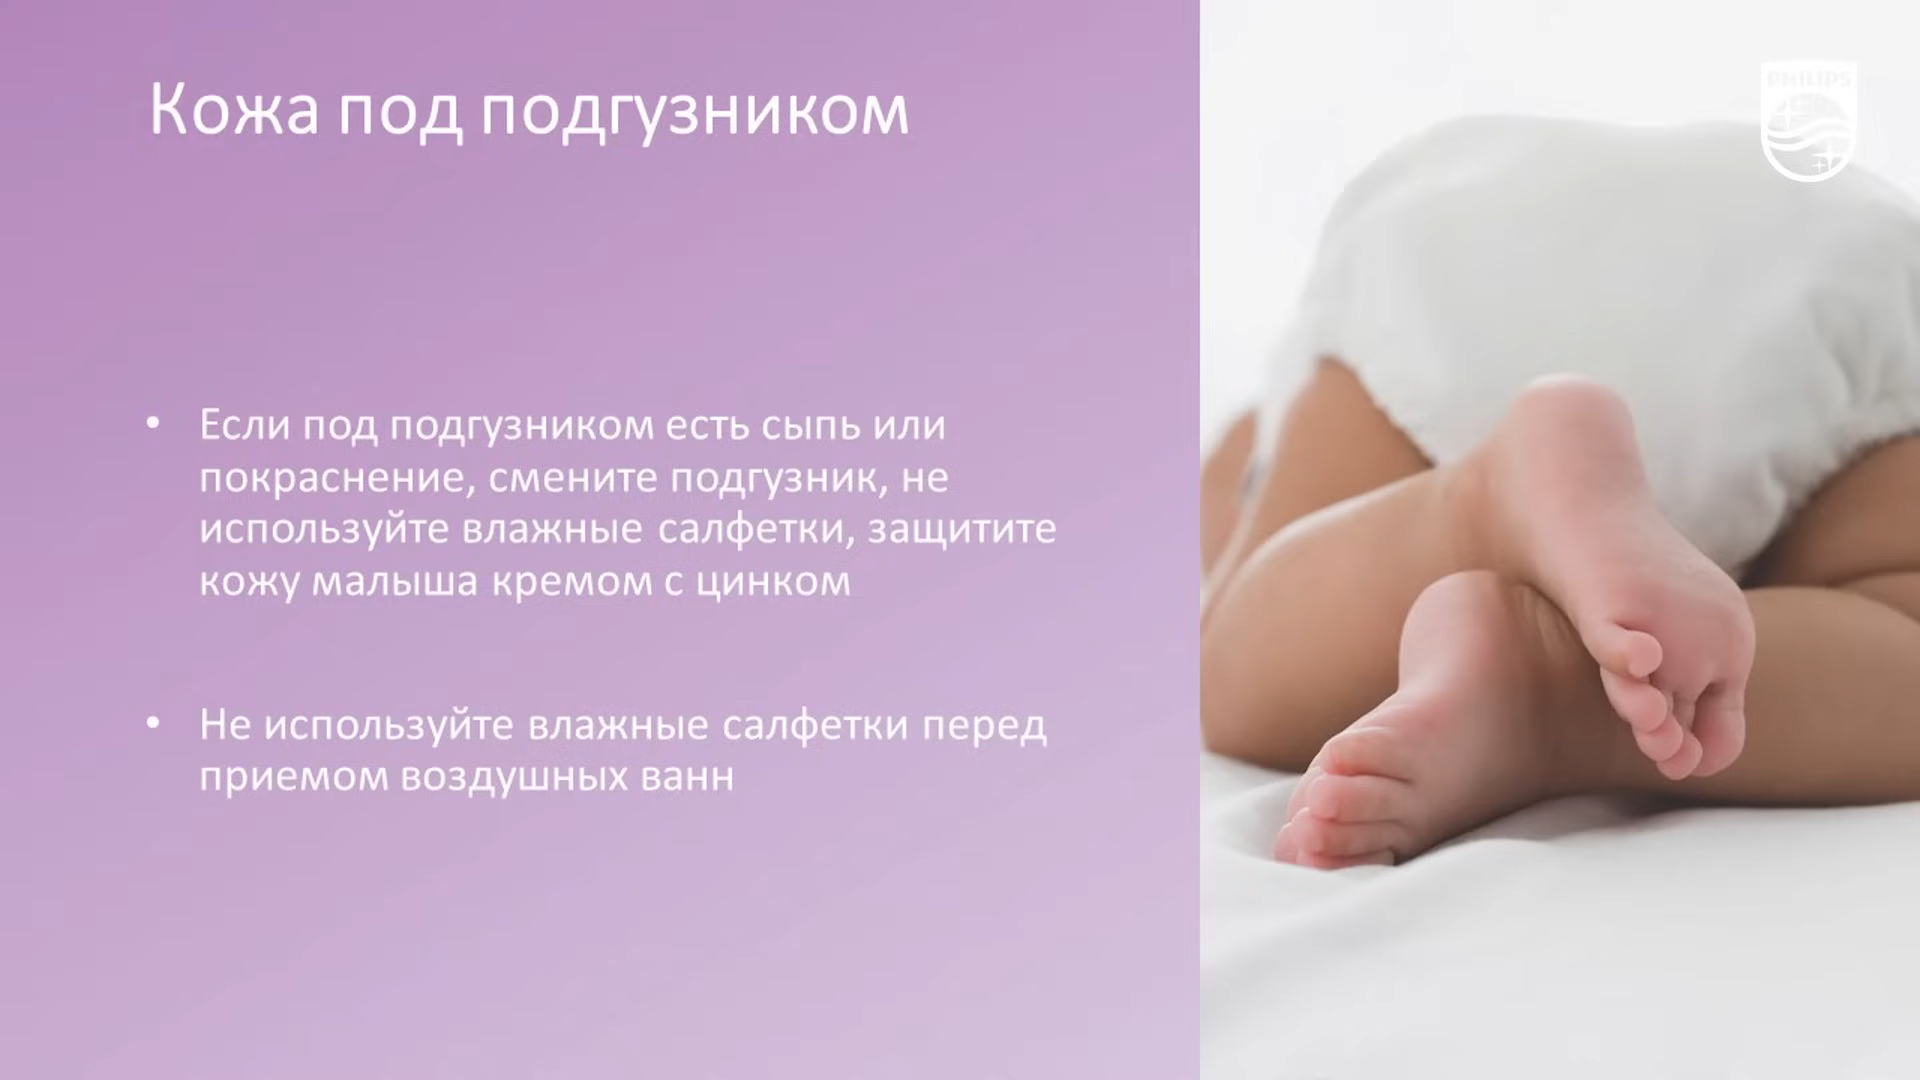 Кожа под подгузником
• Если под подгузником есть сыпь или
покраснение, смените подгузник, не
используйте влажные салфетки, защитите
кожу малыша кремом с цинком
• Не используйте влажные салфетки перед
приемом воздушных ванн
PHILIPS